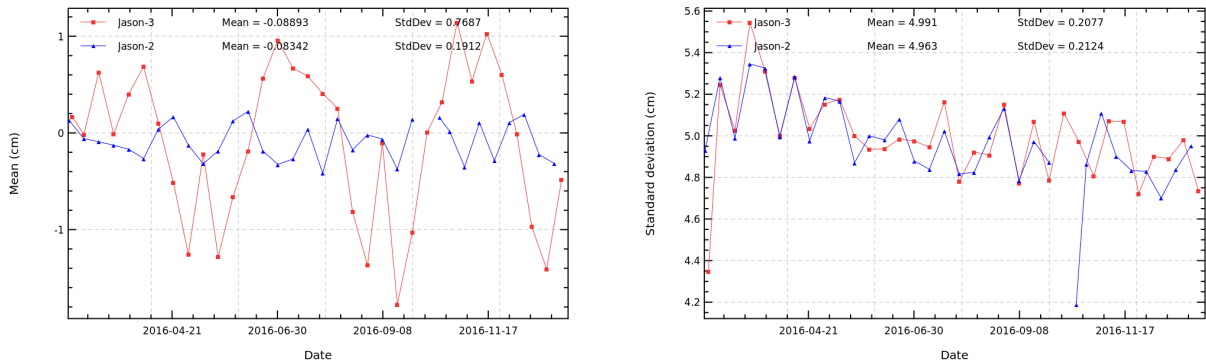 Jason-3 Mean = -0.08893 StdDev = 0.7687
Jason-2 Mean = -0.08342 StdDev = 0.1912
1
0
-1
Mean (cm)
2016-04-21 2016-06-30 2016-09-08 2016-11-17
Date
5.6
Jason-3 Mean = 4.991 StdDev = 0.2077
Jason-2 Mean = 4.963 StdDev = 0.2124
5.4
5.2
5.0
4.8
4.6
4.4
4.2
Standard deviation (cm)
2016-04-21 2016-06-30 2016-09-08 2016-11-17
Date